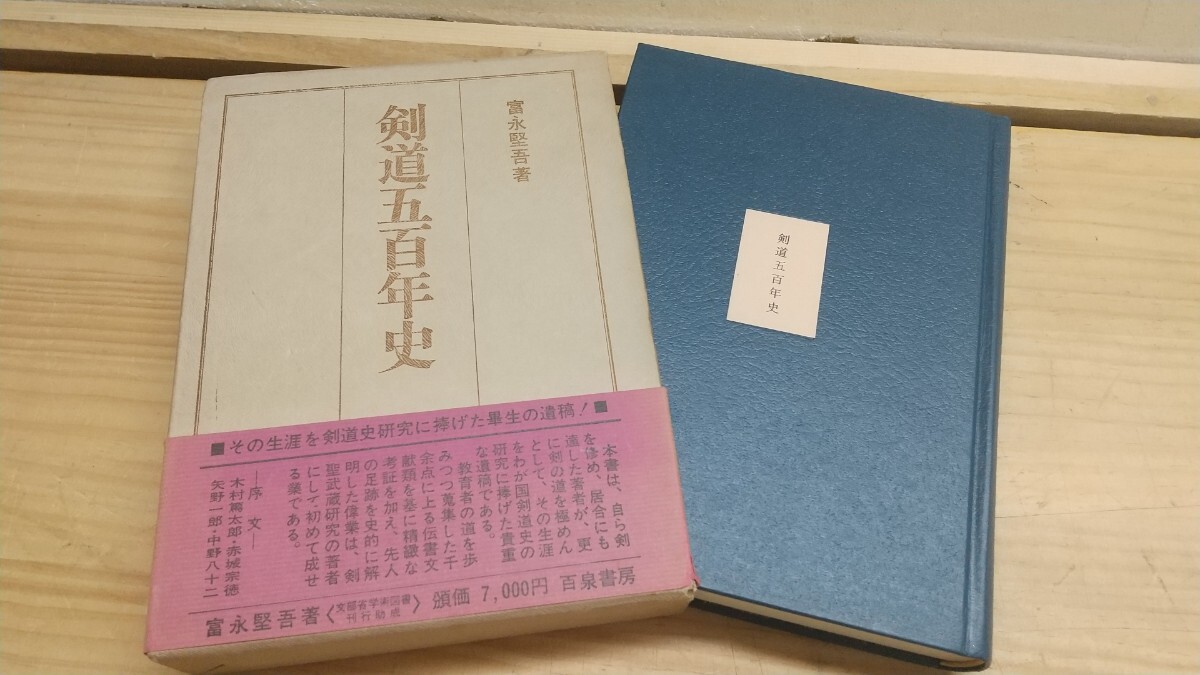 富永堅吾著
剣道五百年史
■その生涯を剣道史研究に捧げた畢生の遺稿！■
本書は、自ら剣
を修め、居合にも
達した著者が、更
に剣の道を極めん
として、その生涯
をわが国剣道史の
研究に捧げた貴重
な遺稿である。
教育者の道を歩
みつつ蒐集した千
余点に上る伝書文
献類を基に精緻な
考証を加え、先人
の足跡を史的に解
明した偉業は、剣
聖武蔵研究の著者
にして初めて成せ
る業である。
―序文―
木村篤太郎・赤城宗徳
矢野一郎・中野八十二
富永堅吾著〈文部省学術図書刊行助成〉頒価 7,000円 百泉書房
剣道五百年史